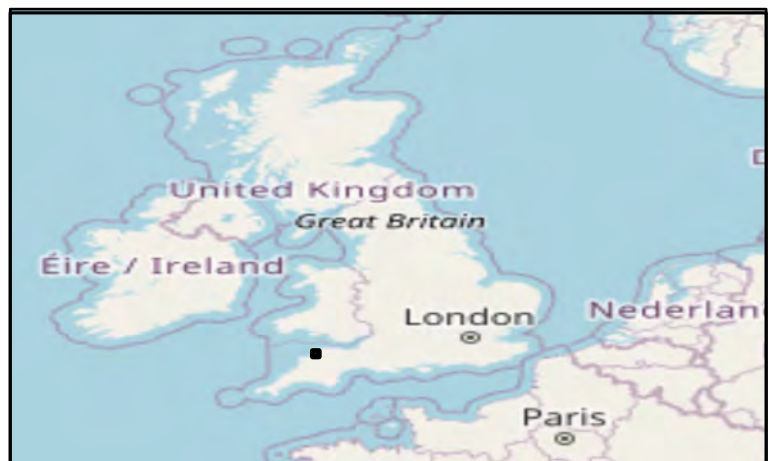 United Kingdom
Great Britain
Éire / Ireland
London
Nederlan
Paris
D